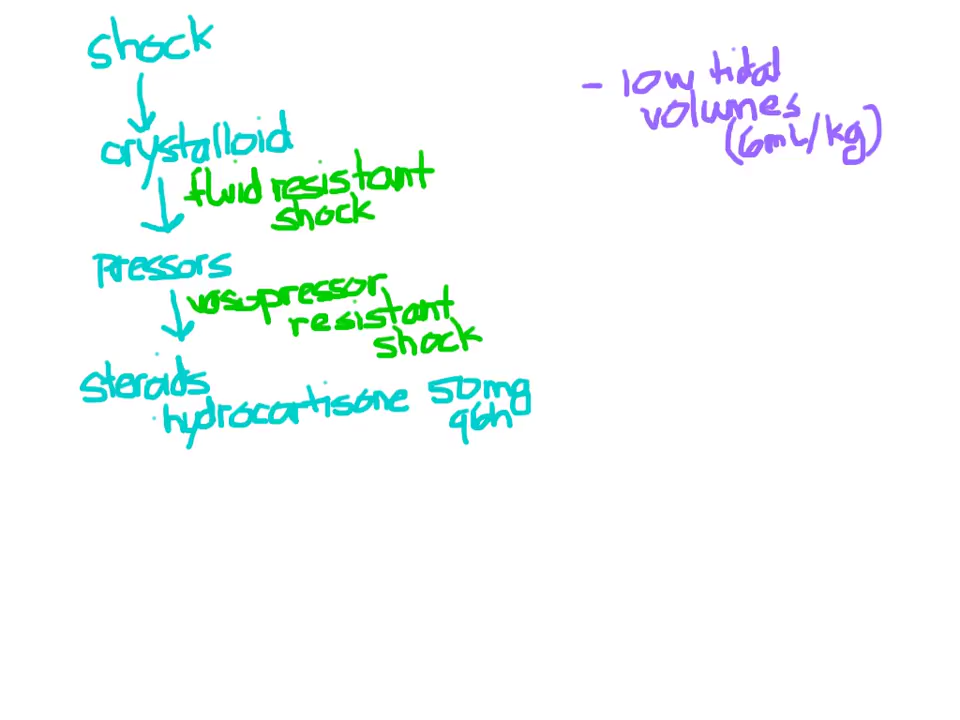 shock
crystalloid
fluid resistant
shock
pressors
vasopressor
resistant
shock
steroids
hydrocortisone 50mg
q6h
- low tidal
volumes
(6mL/kg)